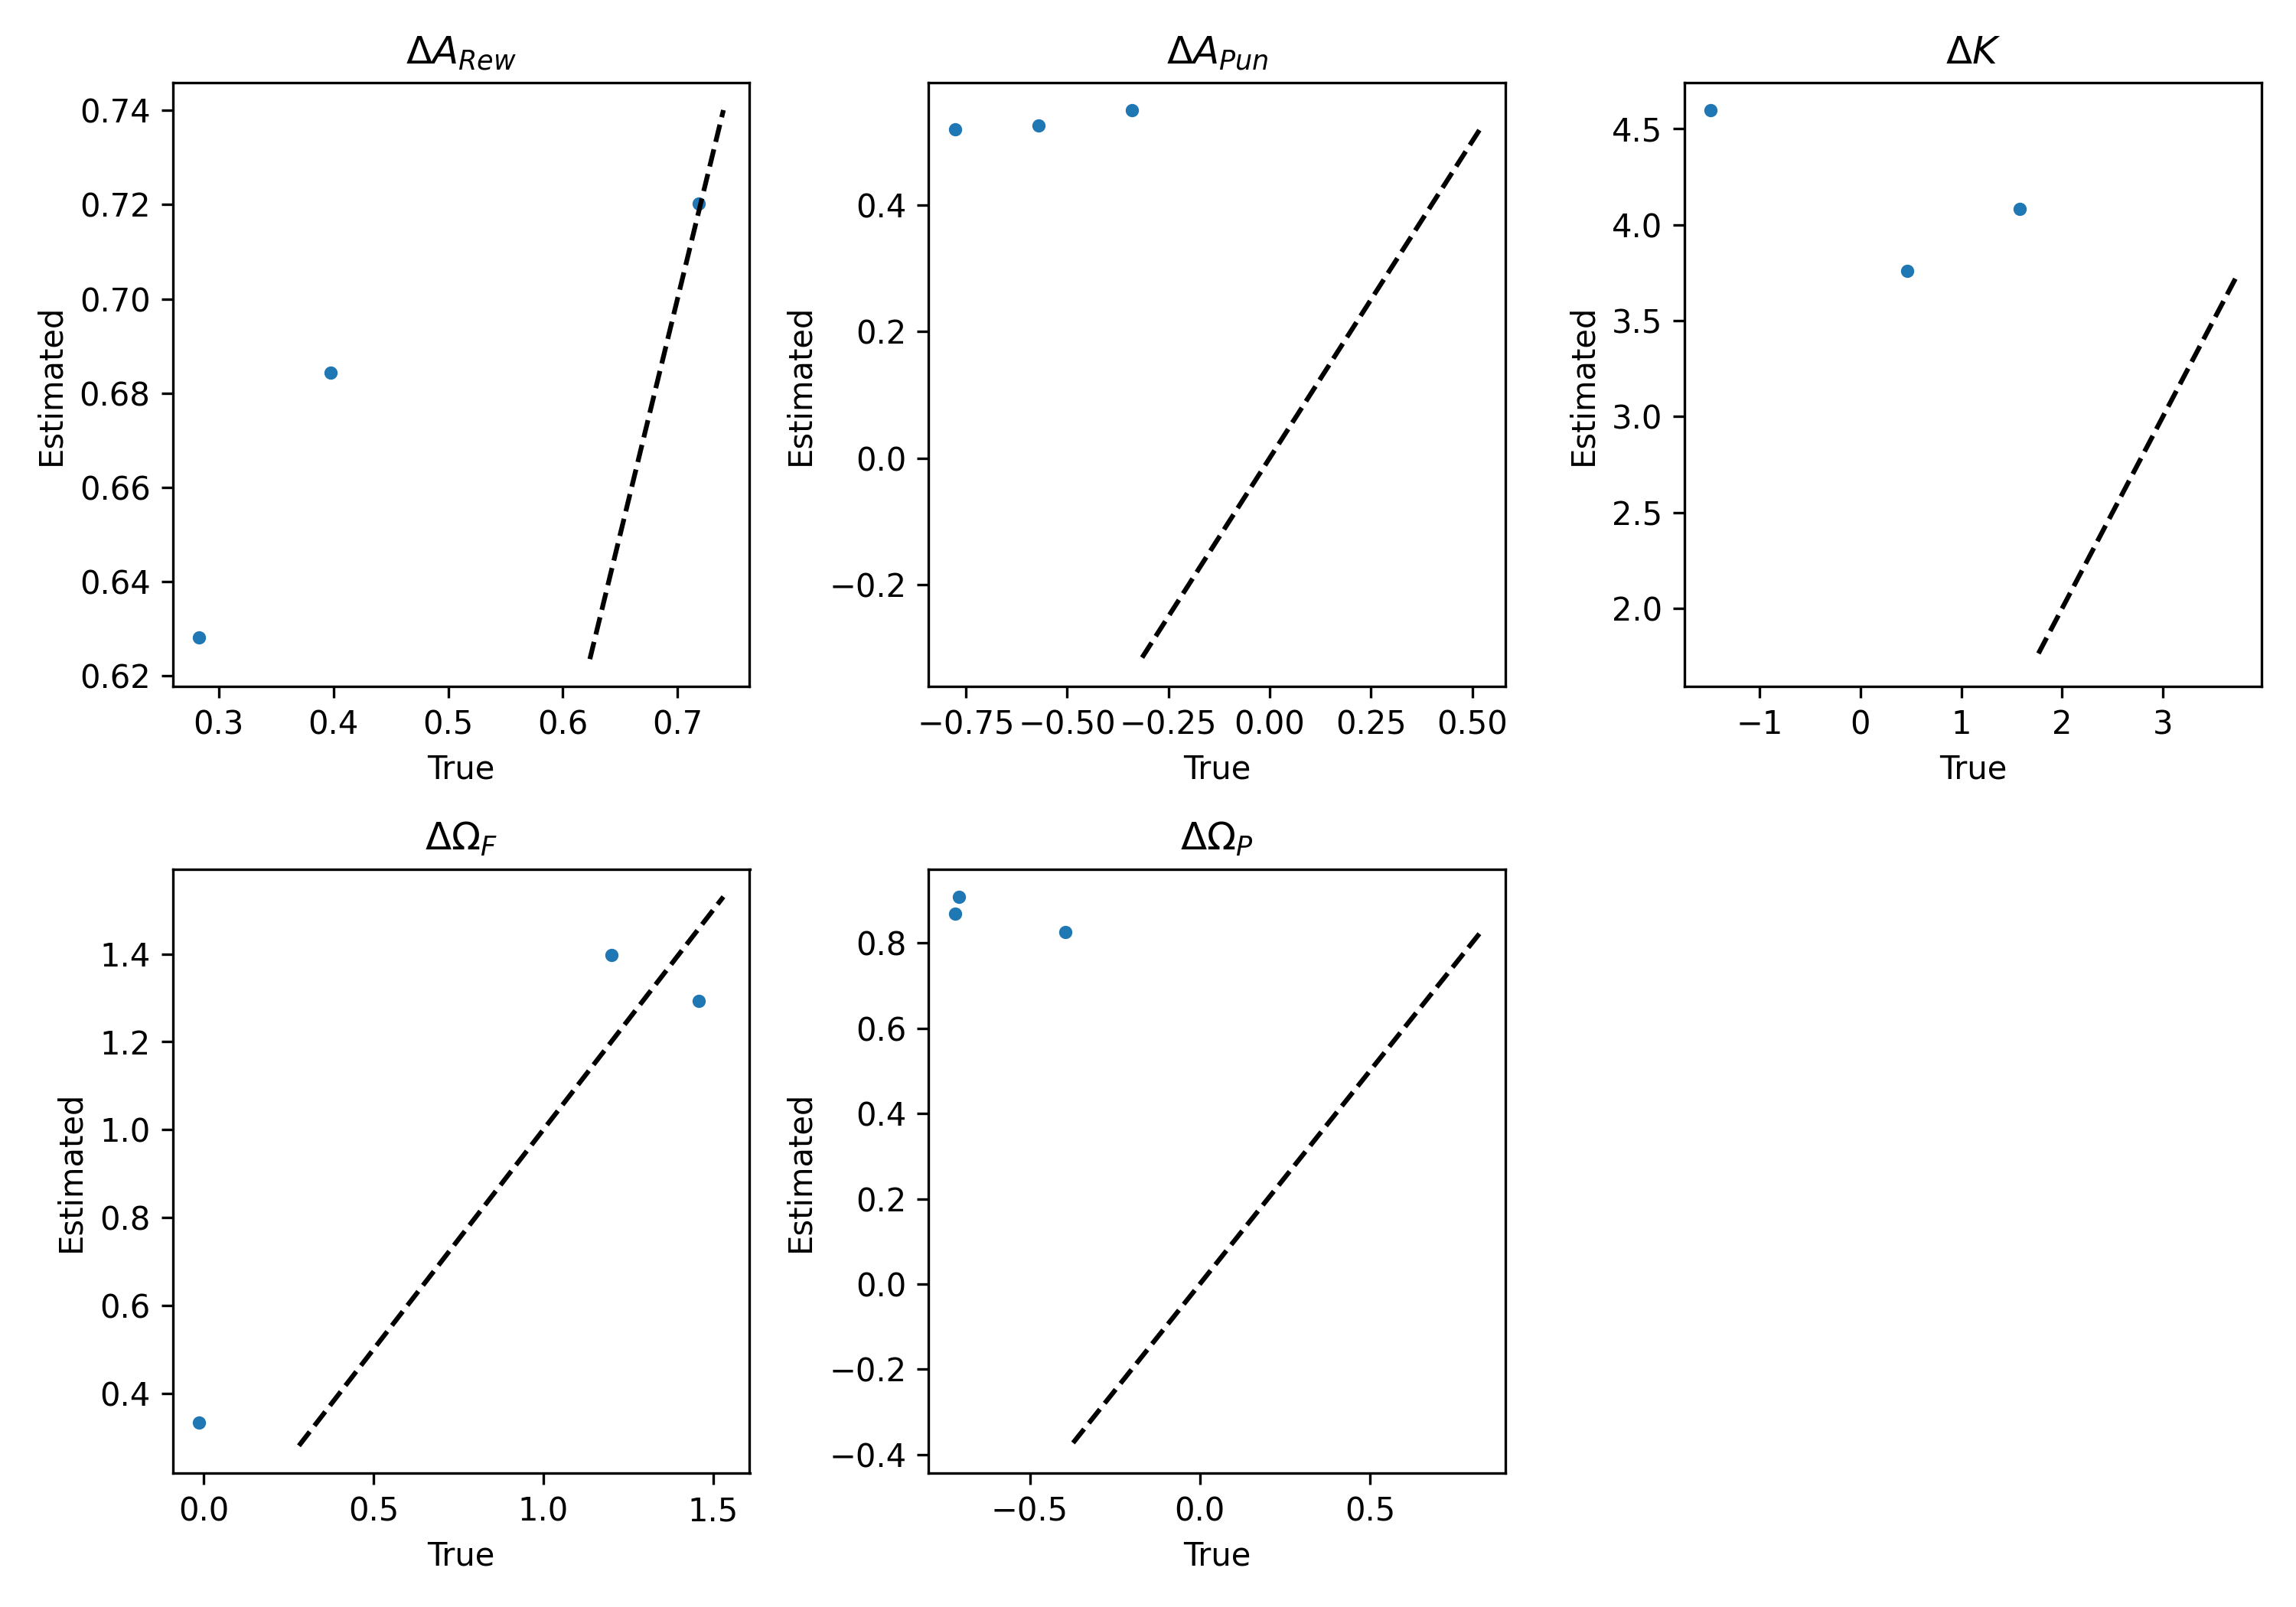 ΔA_Rew
0.74
0.72
0.70
0.68
0.66
0.64
0.62
Estimated
0.3 0.4 0.5 0.6 0.7
True
ΔA_Pun
0.4
0.2
0.0
−0.2
Estimated
−0.75 −0.50 −0.25 0.00 0.25 0.50
True
ΔK
4.5
4.0
3.5
3.0
2.5
2.0
Estimated
−1 0 1 2 3
True
ΔΩ_F
1.4
1.2
1.0
0.8
0.6
0.4
Estimated
0.0 0.5 1.0 1.5
True
ΔΩ_P
0.8
0.6
0.4
0.2
0.0
−0.2
−0.4
Estimated
−0.5 0.0 0.5
True